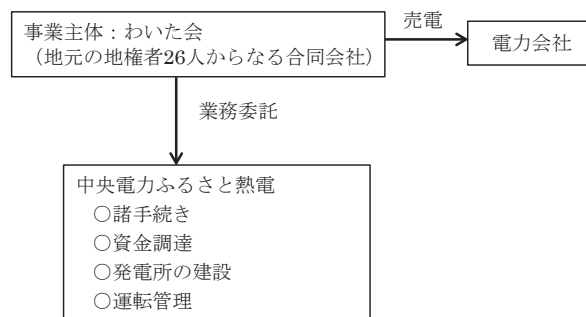 事業主体：わいた会
（地元の地権者26人からなる合同会社）
売電
電力会社
業務委託
中央電力ふるさと熱電
○諸手続き
○資金調達
○発電所の建設
○運転管理